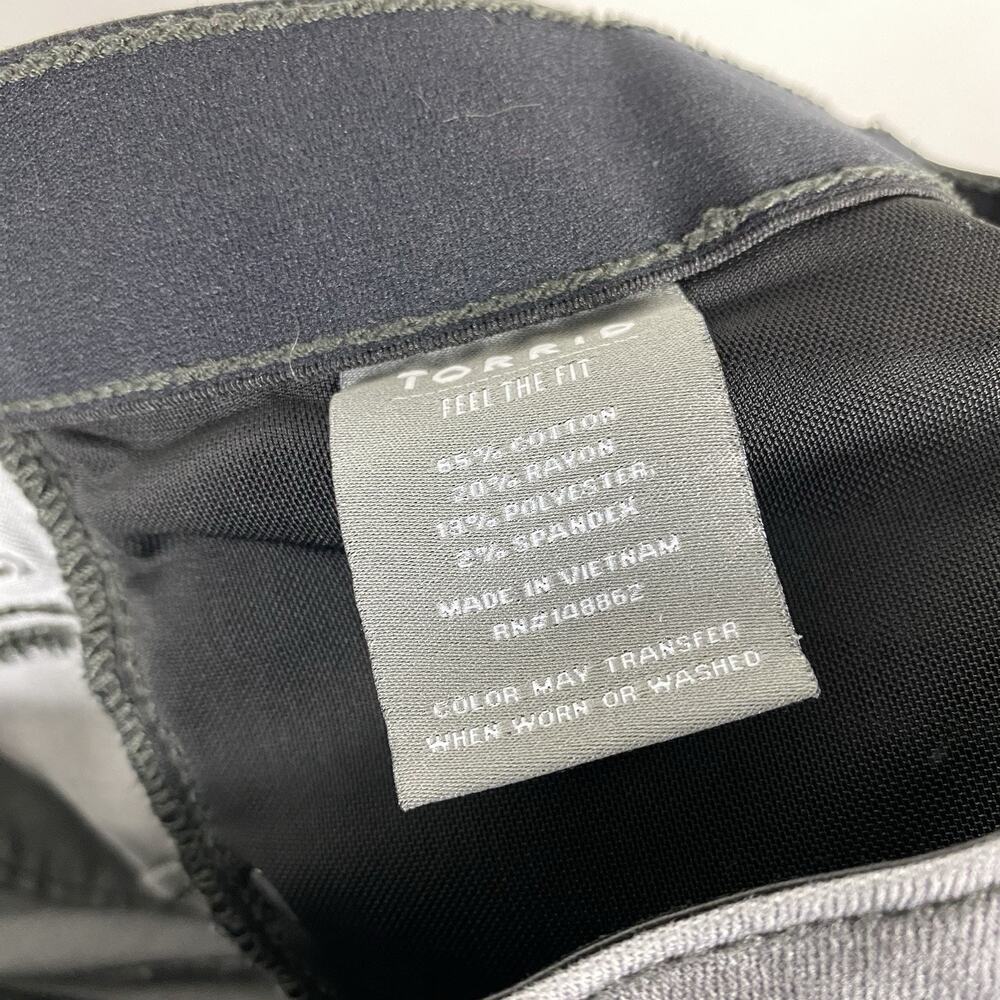 TORRID
FEEL THE FIT
65% COTTON
20% RAYON
13% POLYESTER,
2% SPANDEX
MADE IN VIETNAM
RN#148862
COLOR MAY TRANSFER
WHEN WORN OR WASHED